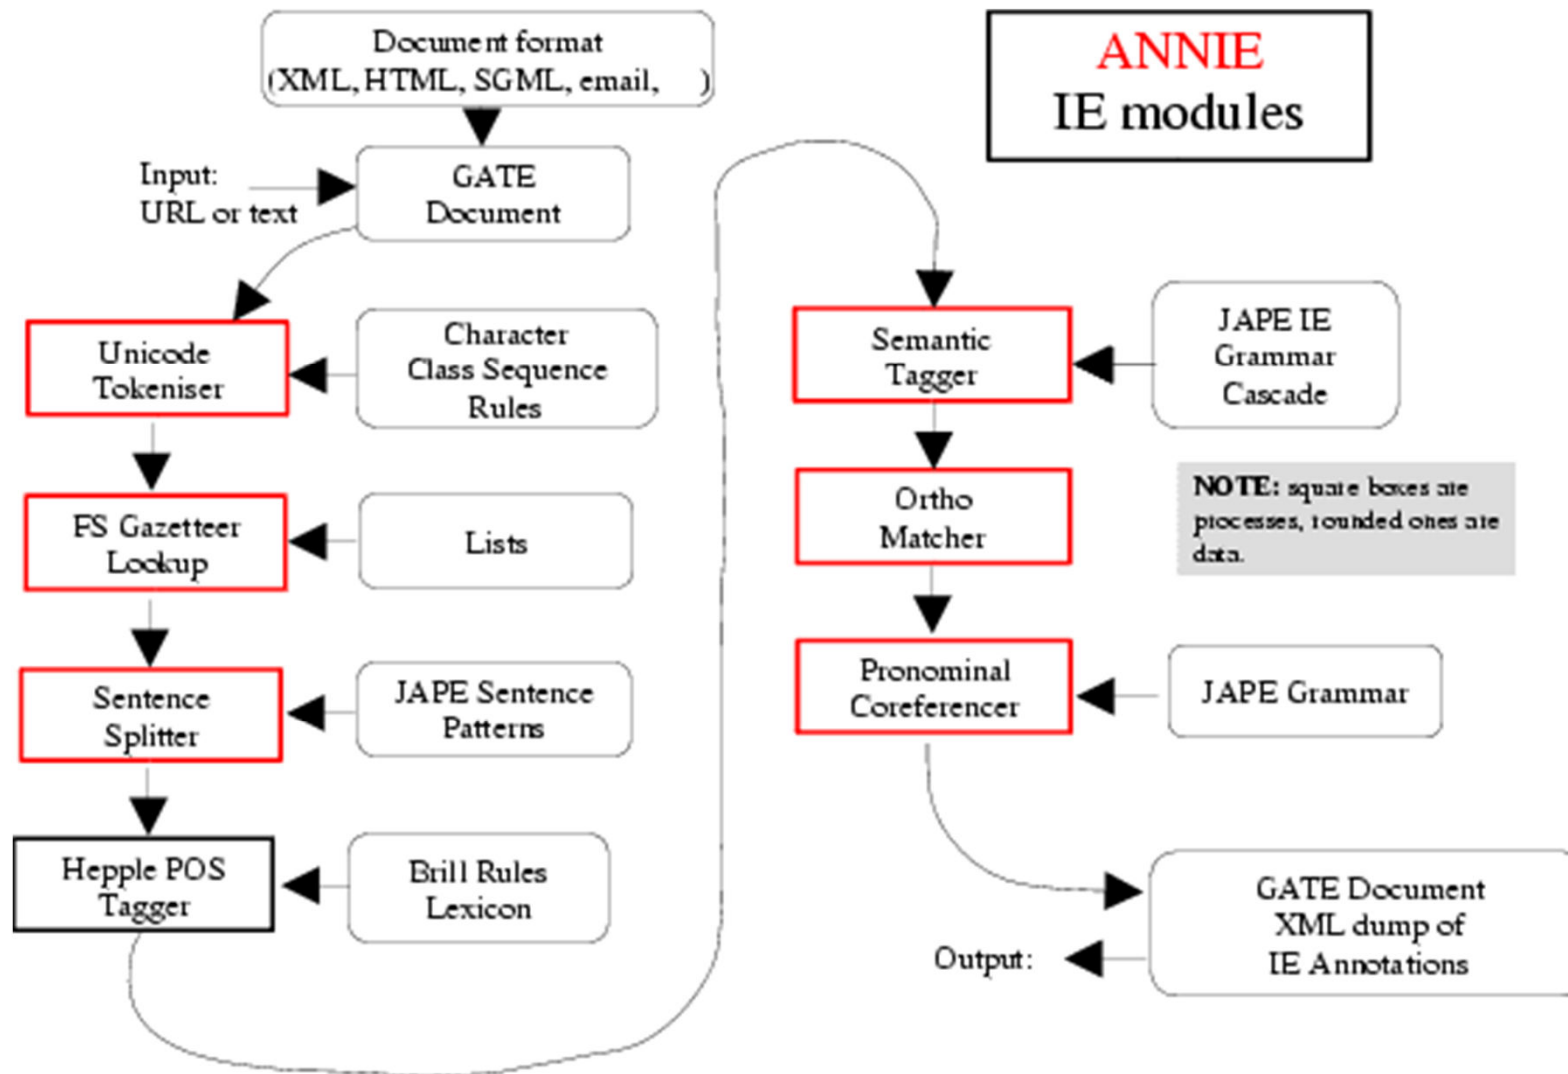 Document format
(XML, HTML, SGML, email, )
ANNIE
IE modules
Input:
URL or text
GATE
Document
Unicode
Tokeniser
Character
Class Sequence
Rules
FS Gazetteer
Lookup
Lists
Sentence
Splitter
JAPE Sentence
Patterns
Hepple POS
Tagger
Brill Rules
Lexicon
Semantic
Tagger
JAPE IE
Grammar
Cascade
Ortho
Matcher
NOTE: square boxes are
processes, rounded ones are
data.
Pronominal
Coreferencer
JAPE Grammar
GATE Document
XML dump of
IE Annotations
Output: